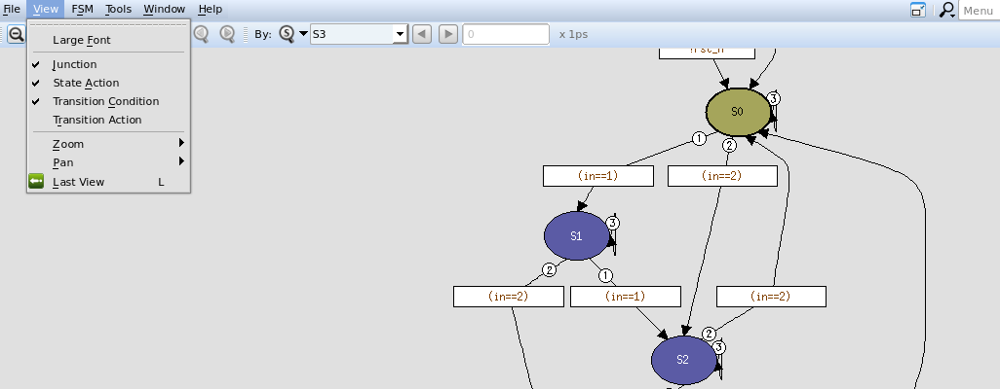 File View FSM Tools Window Help Menu
By: S S3 0 x 1ps
Large Font
Junction
State Action
Transition Condition
Transition Action
Zoom
Pan
Last View L
!rst_n
S0
3
1
2
(in==1)
(in==2)
S1
3
2
1
(in==2)
(in==1)
(in==2)
S2
2
3